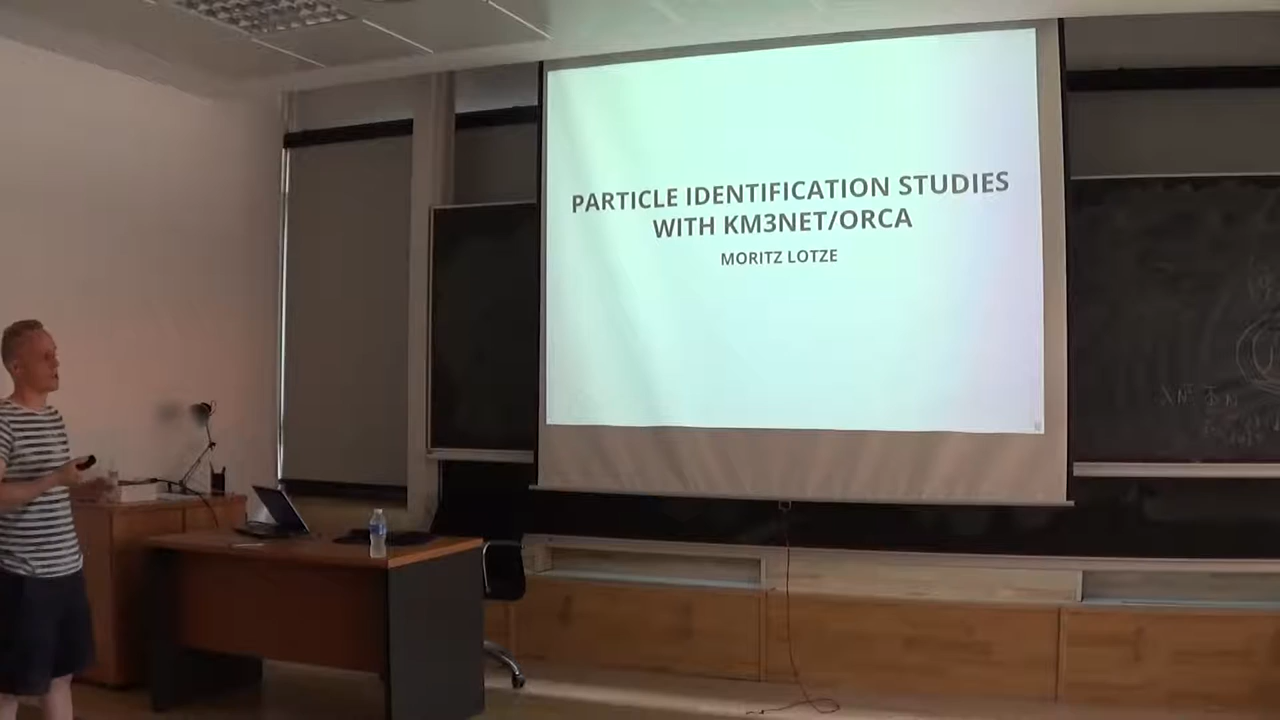 PARTICLE IDENTIFICATION STUDIES
WITH KM3NET/ORCA
MORITZ LOTZE